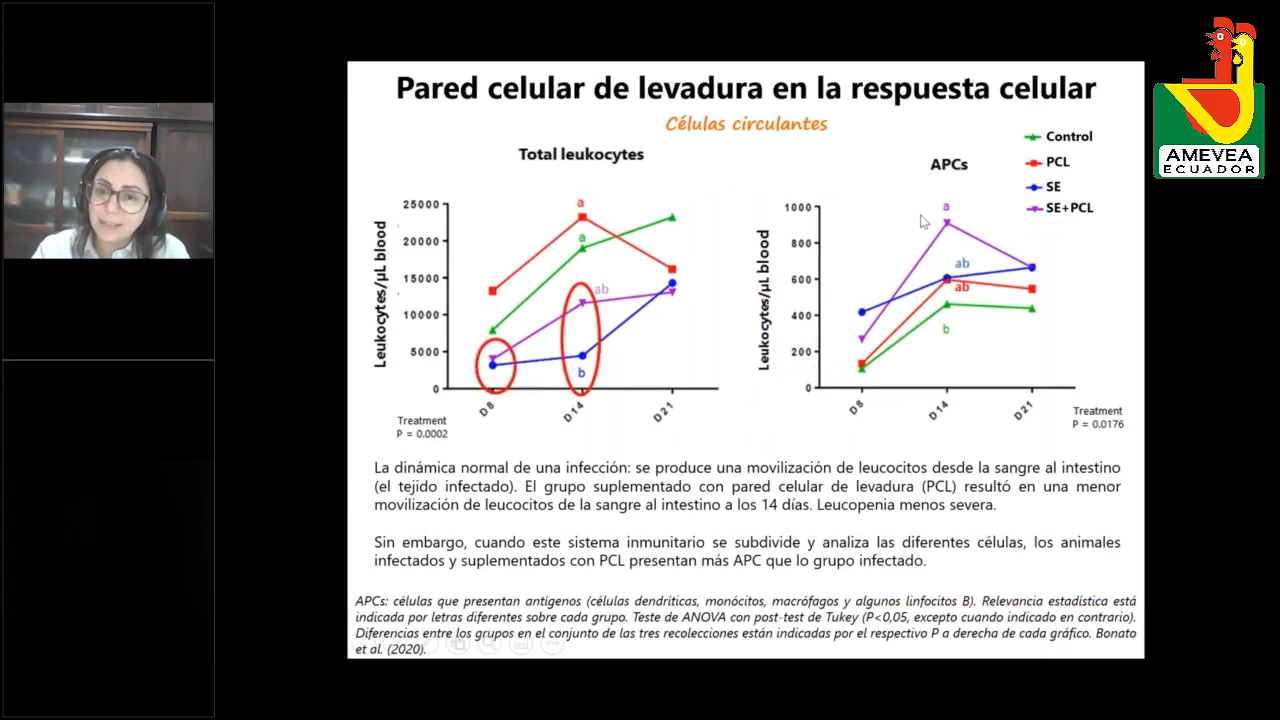 Pared celular de levadura en la respuesta celular
Células circulantes
Total leukocytes
APCs
Control
PCL
SE
SE+PCL
AMEVEA
ECUADOR
Leukocytes/µL blood
25000
20000
15000
10000
5000
0
a
a
ab
b
D8
D14
D21
Treatment
P = 0.0002
Leukocytes/µL blood
1000
800
600
400
200
0
a
ab
ab
b
D8
D14
D21
Treatment
P = 0.0176
La dinámica normal de una infección: se produce una movilización de leucocitos desde la sangre al intestino
(el tejido infectado). El grupo suplementado con pared celular de levadura (PCL) resultó en una menor
movilización de leucocitos de la sangre al intestino a los 14 días. Leucopenia menos severa.
Sin embargo, cuando este sistema inmunitario se subdivide y analiza las diferentes células, los animales
infectados y suplementados con PCL presentan más APC que lo grupo infectado.
APCs: células que presentan antígenos (células dendríticas, monócitos, macrófagos y algunos linfocitos B). Relevancia estadística está
indicada por letras diferentes sobre cada grupo. Teste de ANOVA con post-test de Tukey (P<0,05, excepto cuando indicado en contrario).
Diferencias entre los grupos en el conjunto de las tres recolecciones están indicadas por el respectivo P a derecha de cada gráfico. Bonato
et al. (2020).